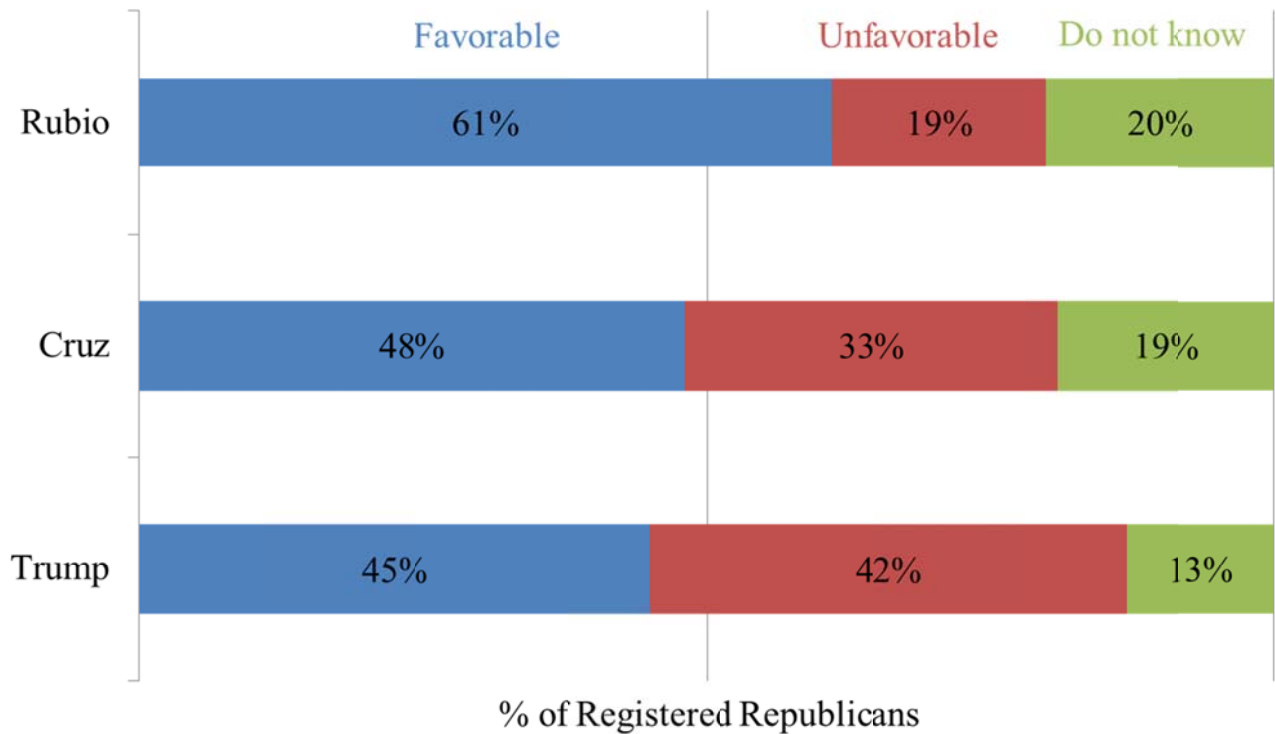 Favorable Unfavorable Do not know
Rubio 61% 19% 20%
Cruz 48% 33% 19%
Trump 45% 42% 13%
% of Registered Republicans